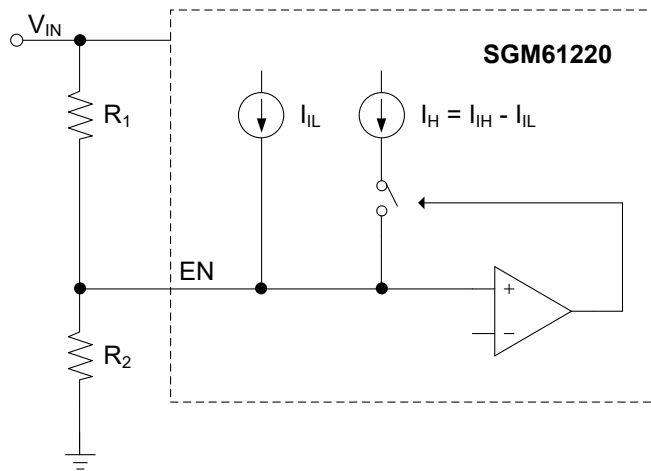 V_IN
SGM61220
R_1
I_IL
I_H = I_IH - I_IL
EN
+
−
R_2